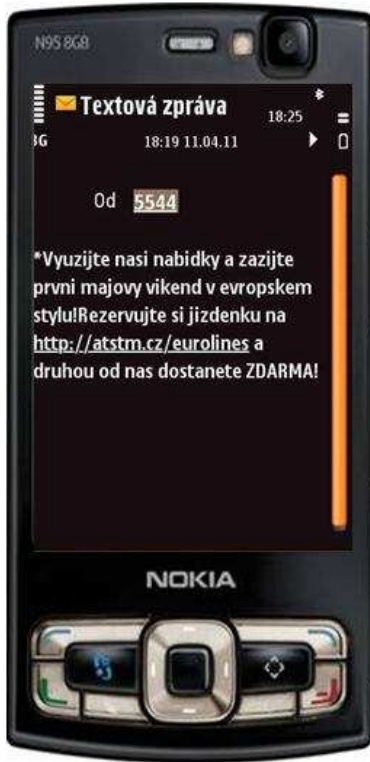 N95 8GB
Textová zpráva
18:25
3G
18:19 11.04.11
Od 5544
*Vyuzijte nasi nabidky a zazijte
prvni majovy vikend v evropskem
stylu!Rezervujte si jizdenku na
http://atstm.cz/eurolines a
druhou od nas dostanete ZDARMA!
NOKIA